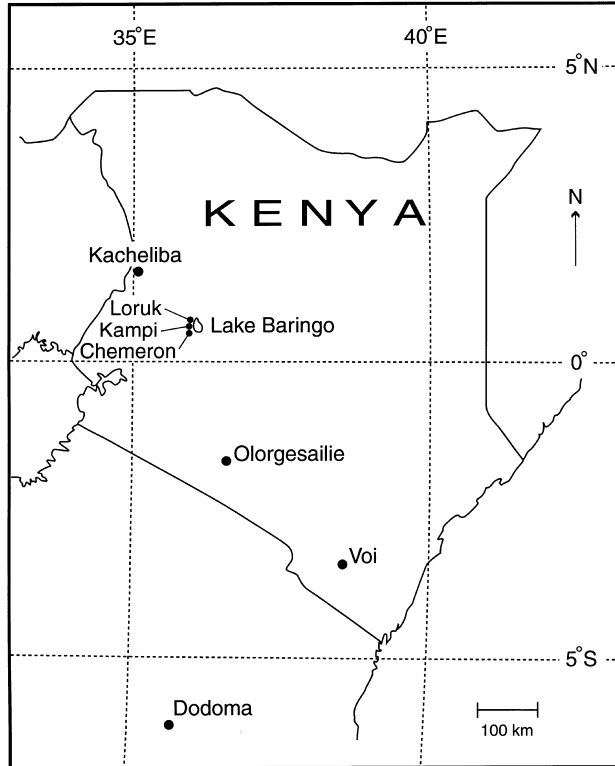 35°E
40°E
5°N
N
KENYA
Kacheliba
Loruk
Kampi
Lake Baringo
Chemeron
0°
Olorgesailie
Voi
5°S
Dodoma
100 km